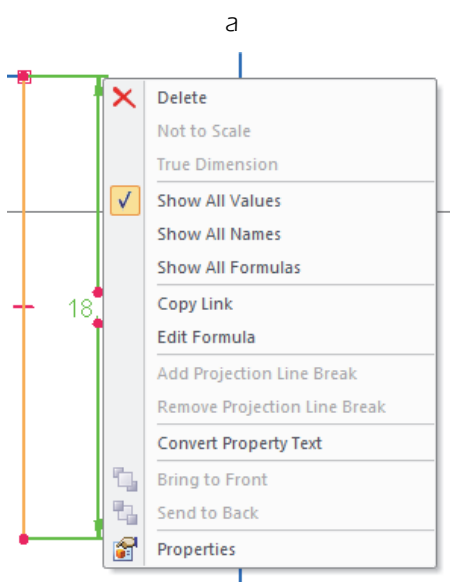 a
Delete
Not to Scale
True Dimension
Show All Values
Show All Names
Show All Formulas
Copy Link
18
Edit Formula
Add Projection Line Break
Remove Projection Line Break
Convert Property Text
Bring to Front
Send to Back
Properties